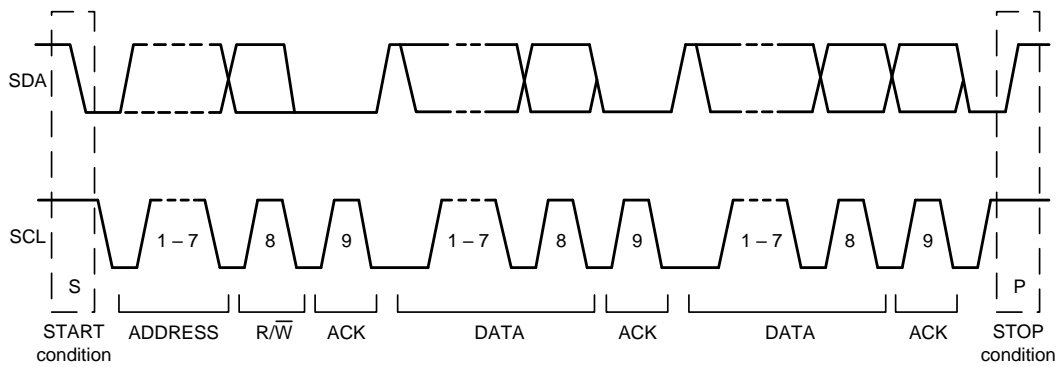 SDA
SCL
1 – 7 8 9 1 – 7 8 9 1 – 7 8 9
S P
START condition ADDRESS R/W̅ ACK DATA ACK DATA ACK STOP condition